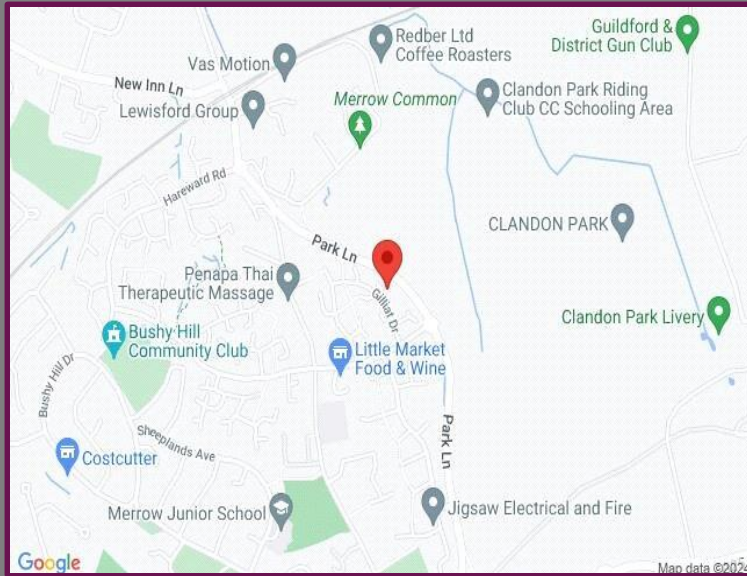 Guildford &
District Gun Club
Redber Ltd
Coffee Roasters
Vas Motion
New Inn Ln
Lewisford Group
Merrow Common
Clandon Park Riding
Club CC Schooling Area
Hareward Rd
CLANDON PARK
Park Ln
Penapa Thai
Therapeutic Massage
Gilliat Dr
Clandon Park Livery
Bushy Hill
Community Club
Little Market
Food & Wine
Bushy Hill Dr
Park Ln
Sheeplands Ave
Costcutter
Merrow Junior School
Jigsaw Electrical and Fire
Google
Map data ©2024